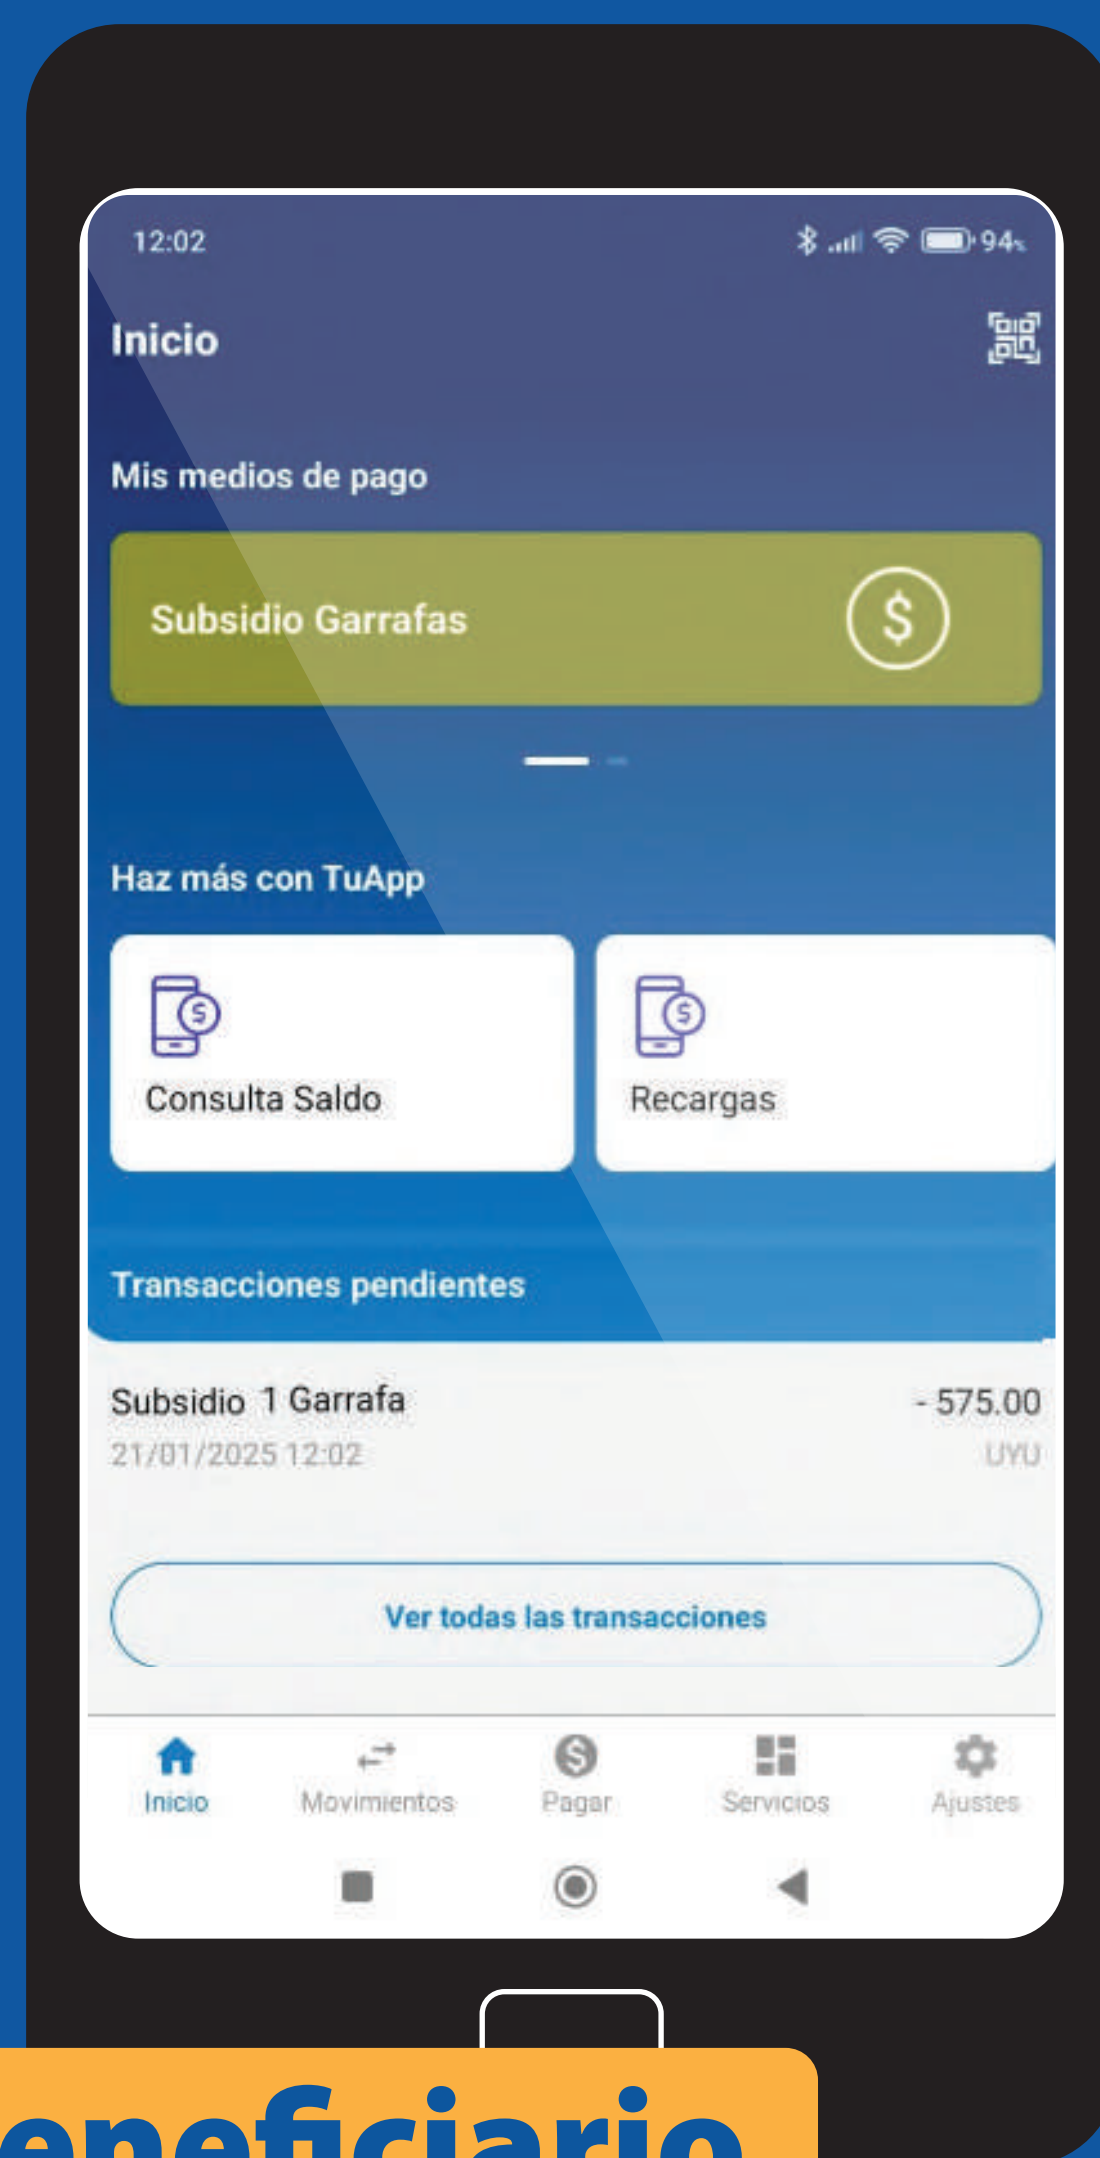 12:02 94%
Inicio
Mis medios de pago
Subsidio Garrafas $
Haz más con TuApp
$ $
Consulta Saldo Recargas
Transacciones pendientes
Subsidio 1 Garrafa - 575.00
21/01/2025 12:02 UYU
Ver todas las transacciones
Inicio Movimientos Pagar Servicios Ajustes
eneficiario